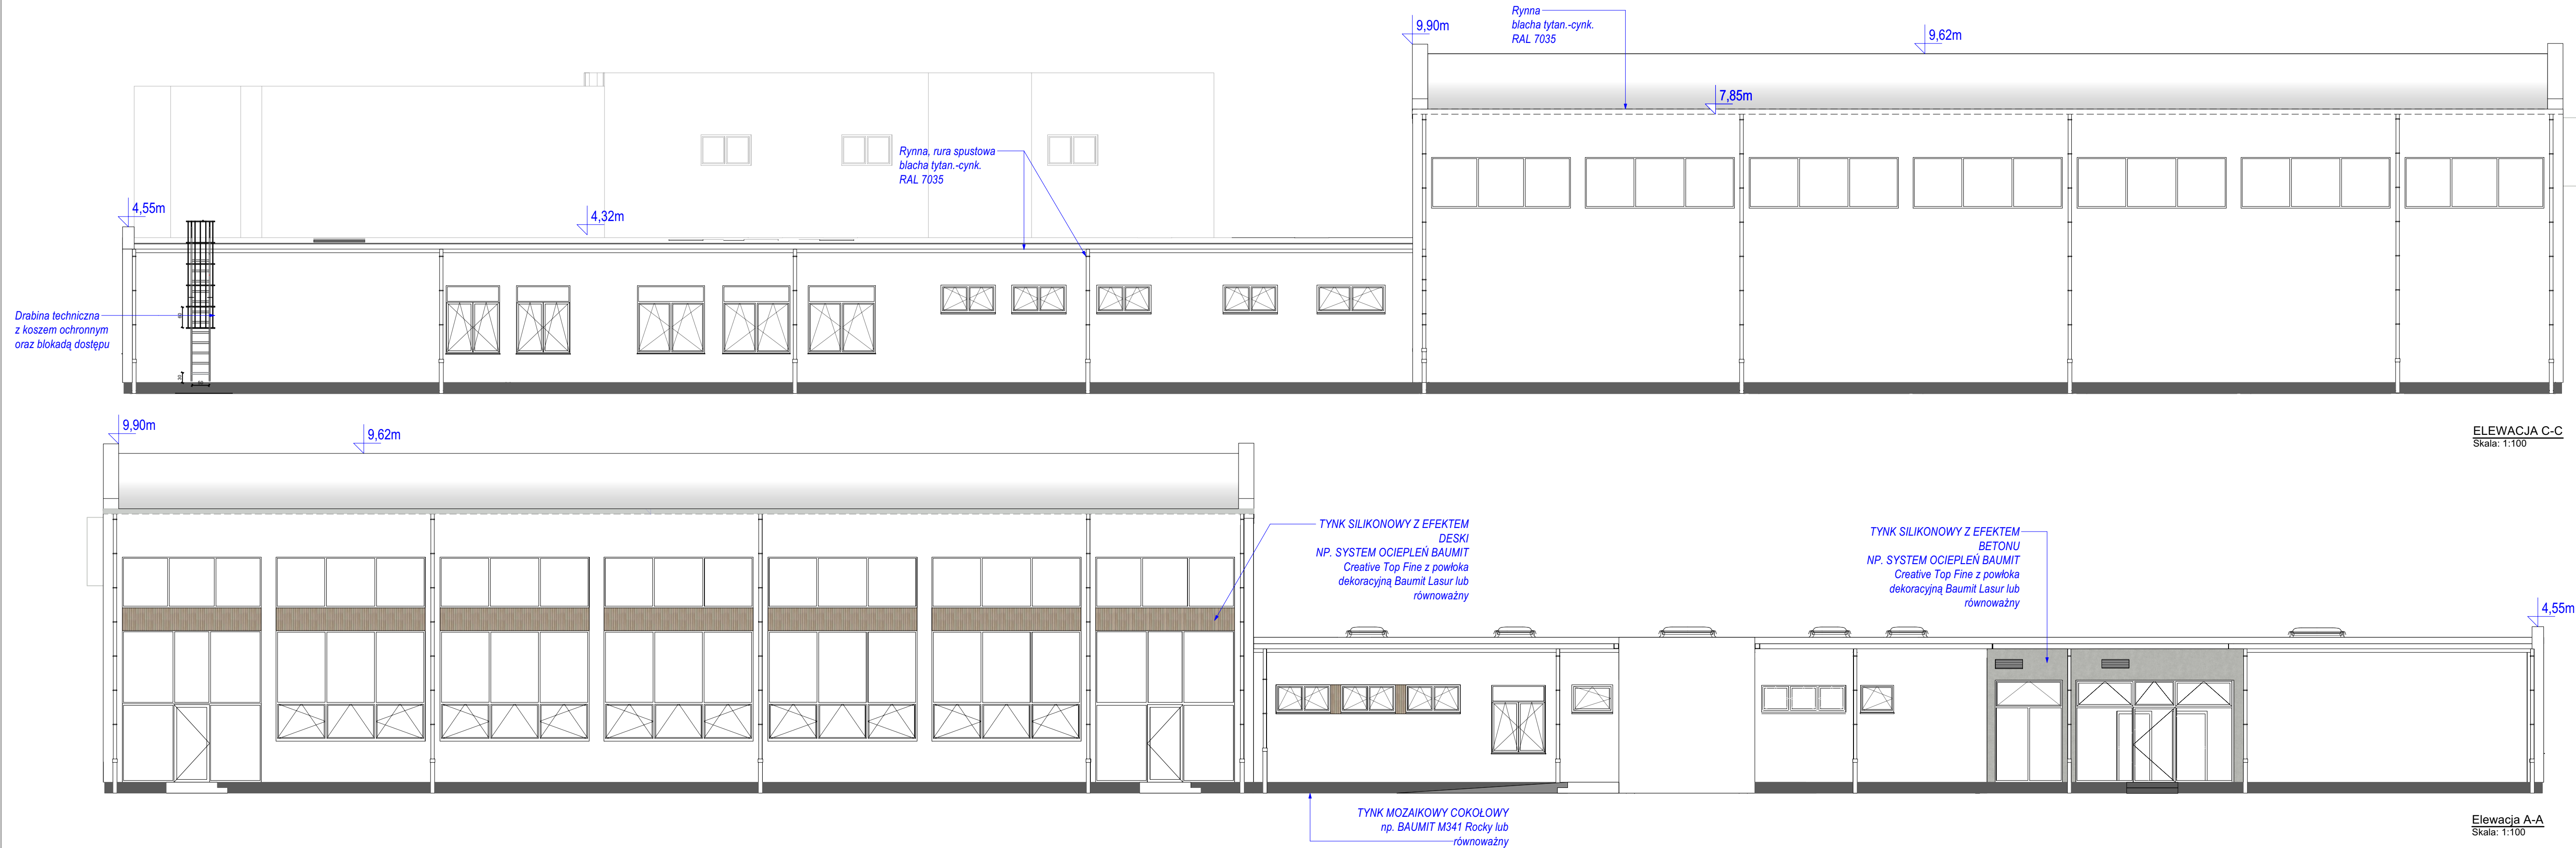 Rynna
blacha tytan.-cynk.
RAL 7035
9,90m
9,62m
7,85m
Rynna, rura spustowa
blacha tytan.-cynk.
RAL 7035
4,55m
4,32m
Drabina techniczna
z koszem ochronnym
oraz blokadą dostępu
ELEWACJA C-C
Skala: 1:100
9,90m
9,62m
TYNK SILIKONOWY Z EFEKTEM
DESKI
NP. SYSTEM OCIEPLEŃ BAUMIT
Creative Top Fine z powłoka
dekoracyjną Baumit Lasur lub
równoważny
TYNK SILIKONOWY Z EFEKTEM
BETONU
NP. SYSTEM OCIEPLEŃ BAUMIT
Creative Top Fine z powłoka
dekoracyjną Baumit Lasur lub
równoważny
4,55m
TYNK MOZAIKOWY COKOŁOWY
np. BAUMIT M341 Rocky lub
równoważny
Elewacja A-A
Skala: 1:100